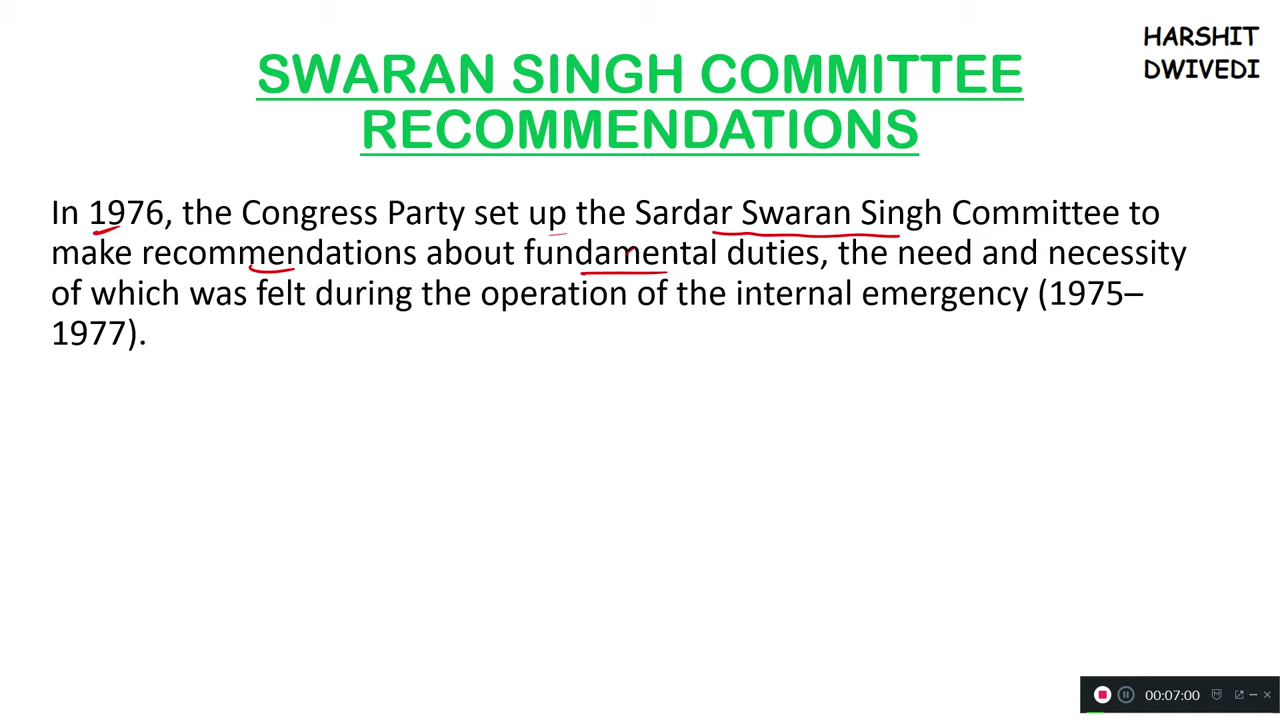 HARSHIT
DWIVEDI
SWARAN SINGH COMMITTEE
RECOMMENDATIONS
In 1976, the Congress Party set up the Sardar Swaran Singh Committee to
make recommendations about fundamental duties, the need and necessity
of which was felt during the operation of the internal emergency (1975–
1977).
00:07:00